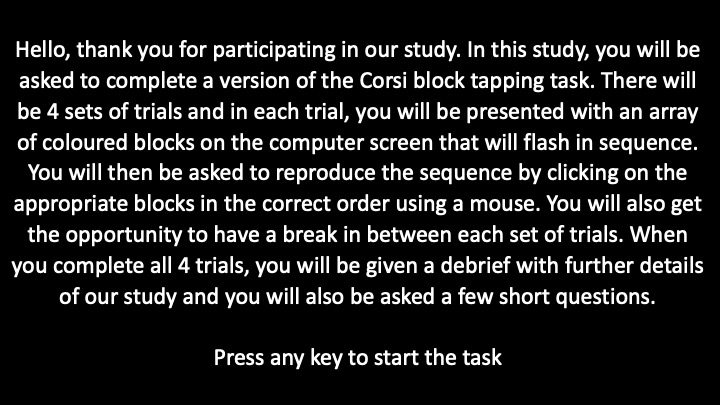 Hello, thank you for participating in our study. In this study, you will be
asked to complete a version of the Corsi block tapping task. There will
be 4 sets of trials and in each trial, you will be presented with an array
of coloured blocks on the computer screen that will flash in sequence.
You will then be asked to reproduce the sequence by clicking on the
appropriate blocks in the correct order using a mouse. You will also get
the opportunity to have a break in between each set of trials. When
you complete all 4 trials, you will be given a debrief with further details
of our study and you will also be asked a few short questions.
Press any key to start the task